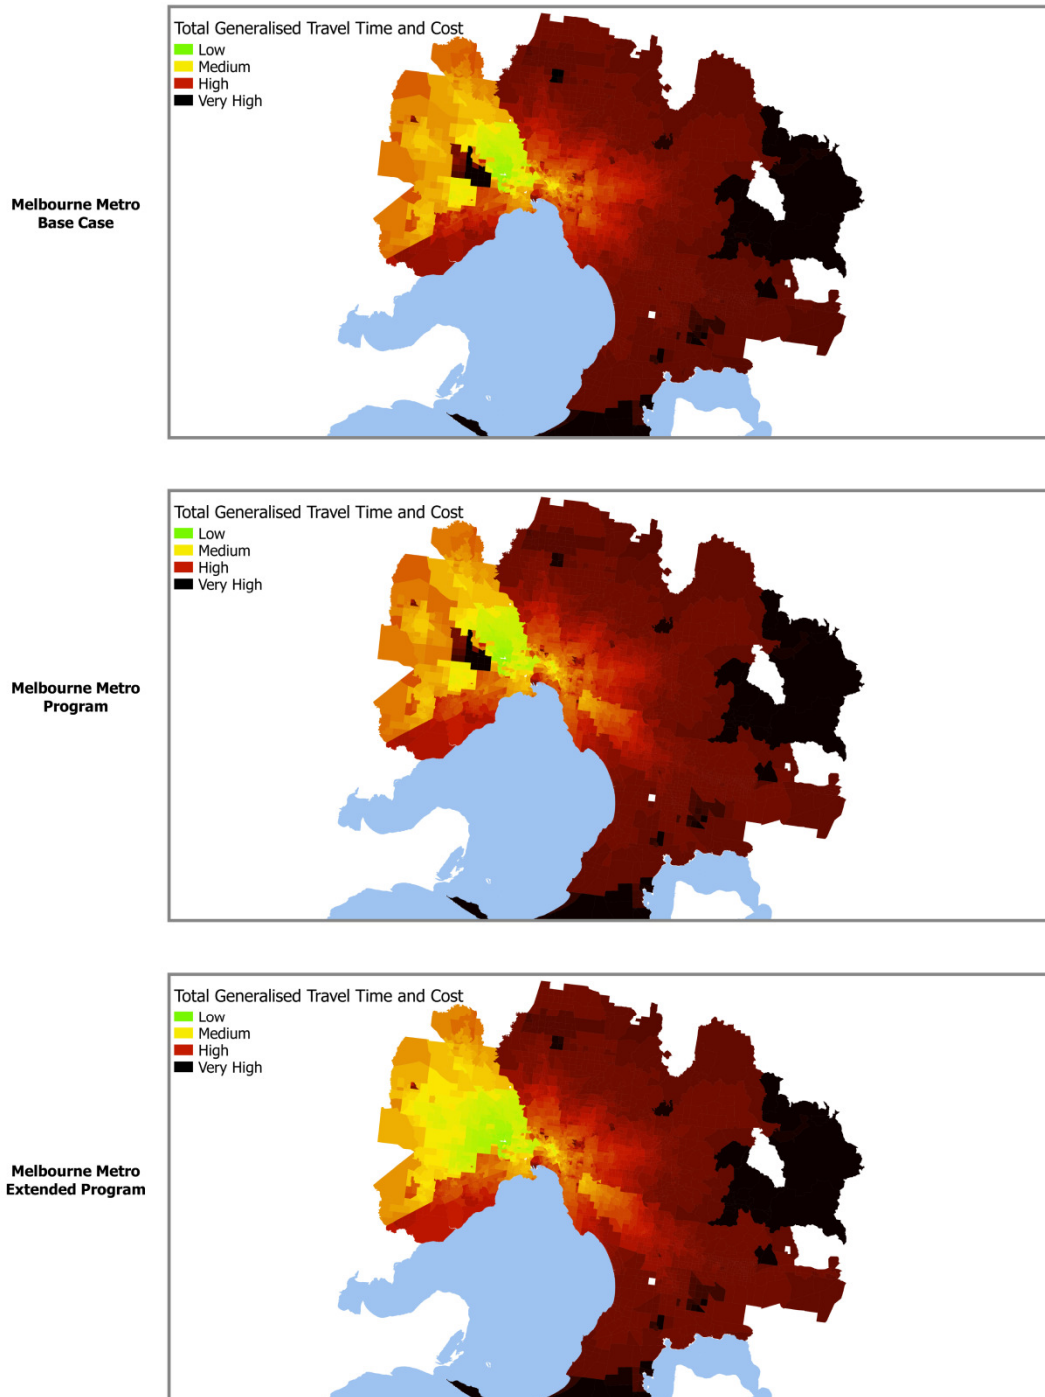 Total Generalised Travel Time and Cost
Low
Medium
High
Very High
Melbourne Metro
Base Case
Total Generalised Travel Time and Cost
Low
Medium
High
Very High
Melbourne Metro
Program
Total Generalised Travel Time and Cost
Low
Medium
High
Very High
Melbourne Metro
Extended Program